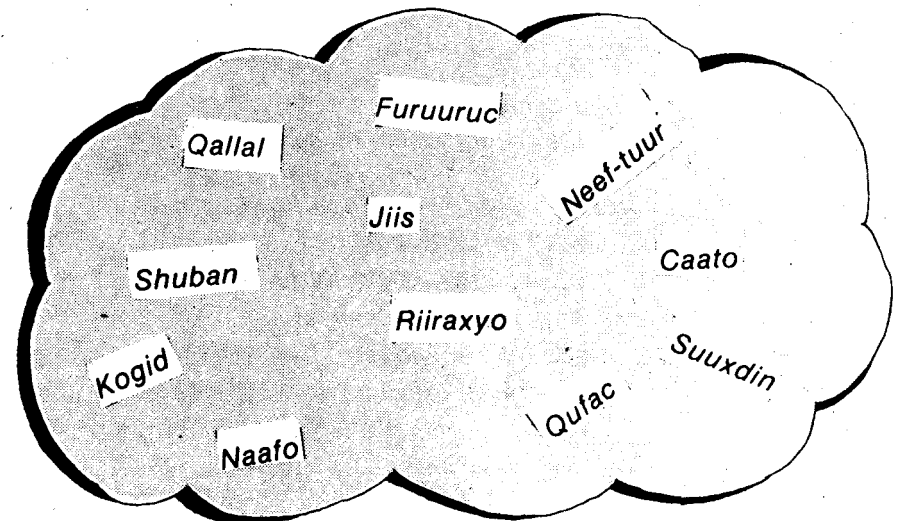 Furuuruc
Qallal
Neef-tuur
Jiis
Caato
Shuban
Riiraxyo
Suuxdin
Kogid
Qufac
Naafo